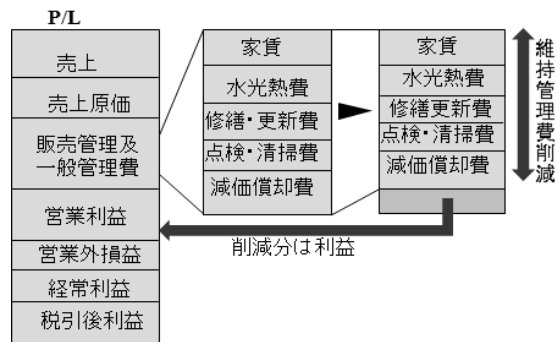 P/L
売上
売上原価
販売管理及
一般管理費
営業利益
営業外損益
経常利益
税引後利益
家賃
水光熱費
修繕・更新費
点検・清掃費
減価償却費
家賃
水光熱費
修繕更新費
点検・清掃費
減価償却費
維持管理費削減
削減分は利益